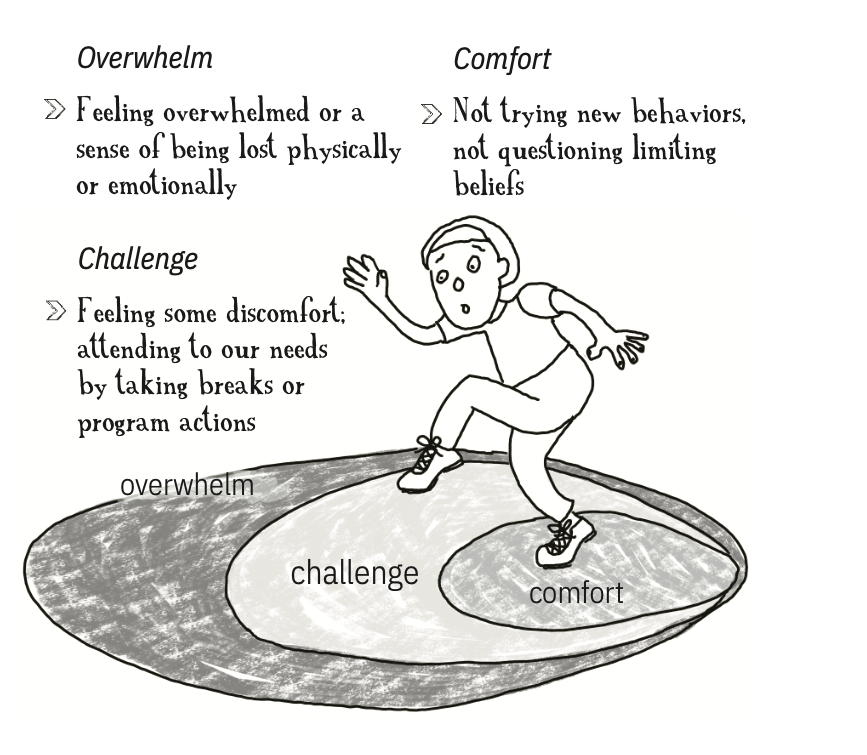 Overwhelm
» Feeling overwhelmed or a
sense of being lost physically
or emotionally
Comfort
» Not trying new behaviors,
not questioning limiting
beliefs
Challenge
» Feeling some discomfort;
attending to our needs
by taking breaks or
program actions
overwhelm
challenge
comfort